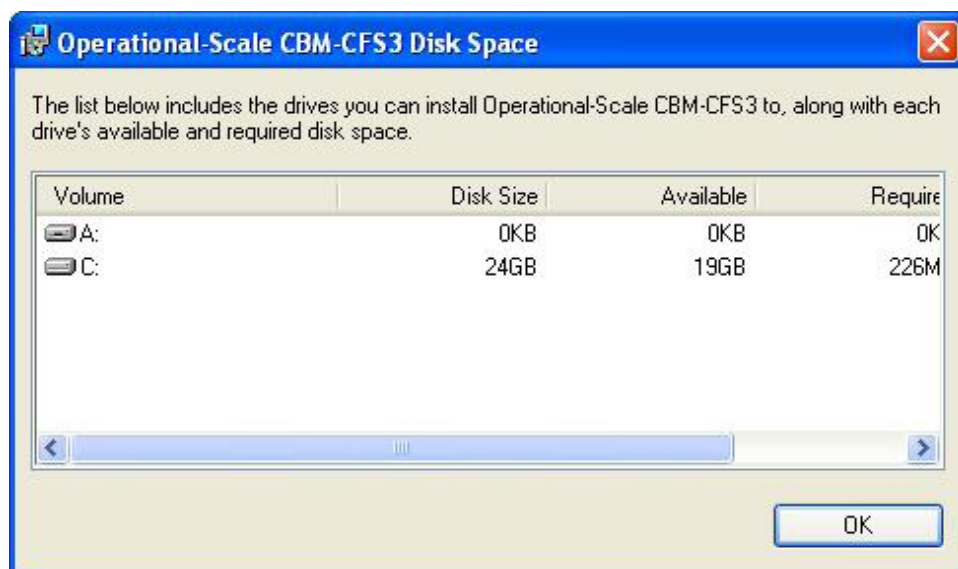 Operational-Scale CBM-CFS3 Disk Space
The list below includes the drives you can install Operational-Scale CBM-CFS3 to, along with each
drive's available and required disk space.
Volume Disk Size Available Require
A: 0KB 0KB 0K
C: 24GB 19GB 226M
OK